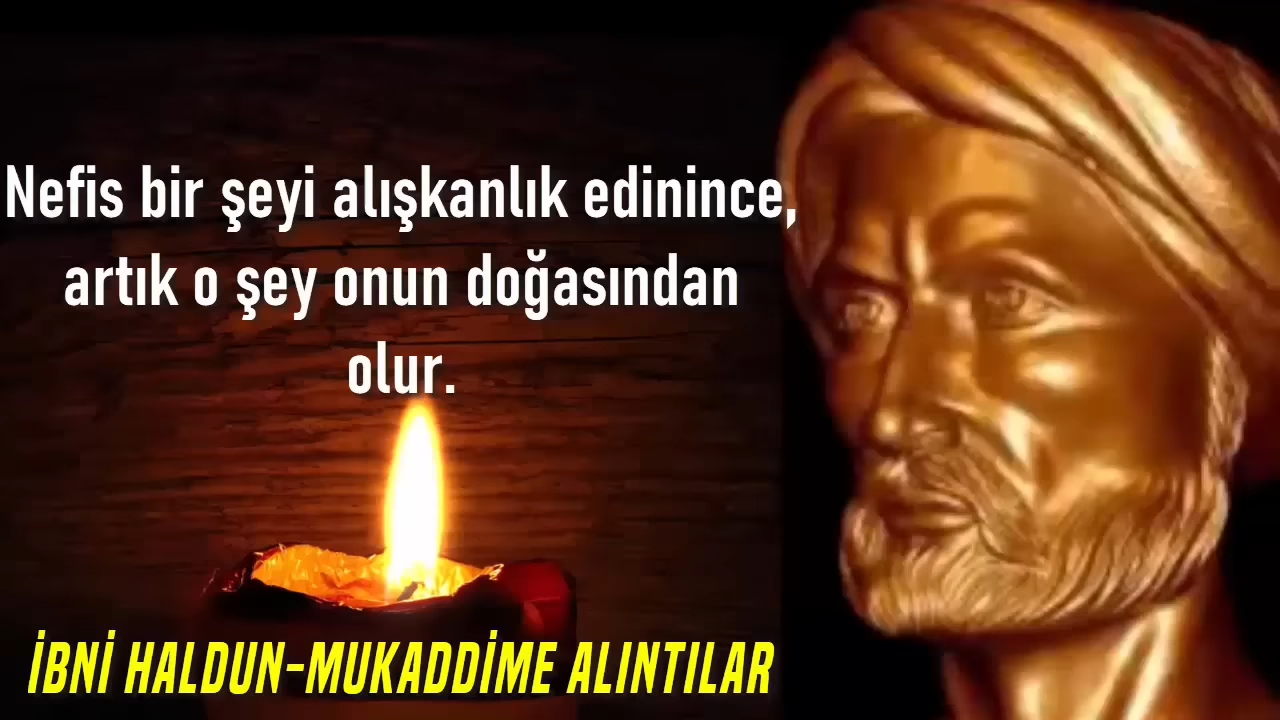 Nefis bir şeyi alışkanlık edinince,
artık o şey onun doğasından
olur.
İBNİ HALDUN-MUKADDİME ALINTILAR